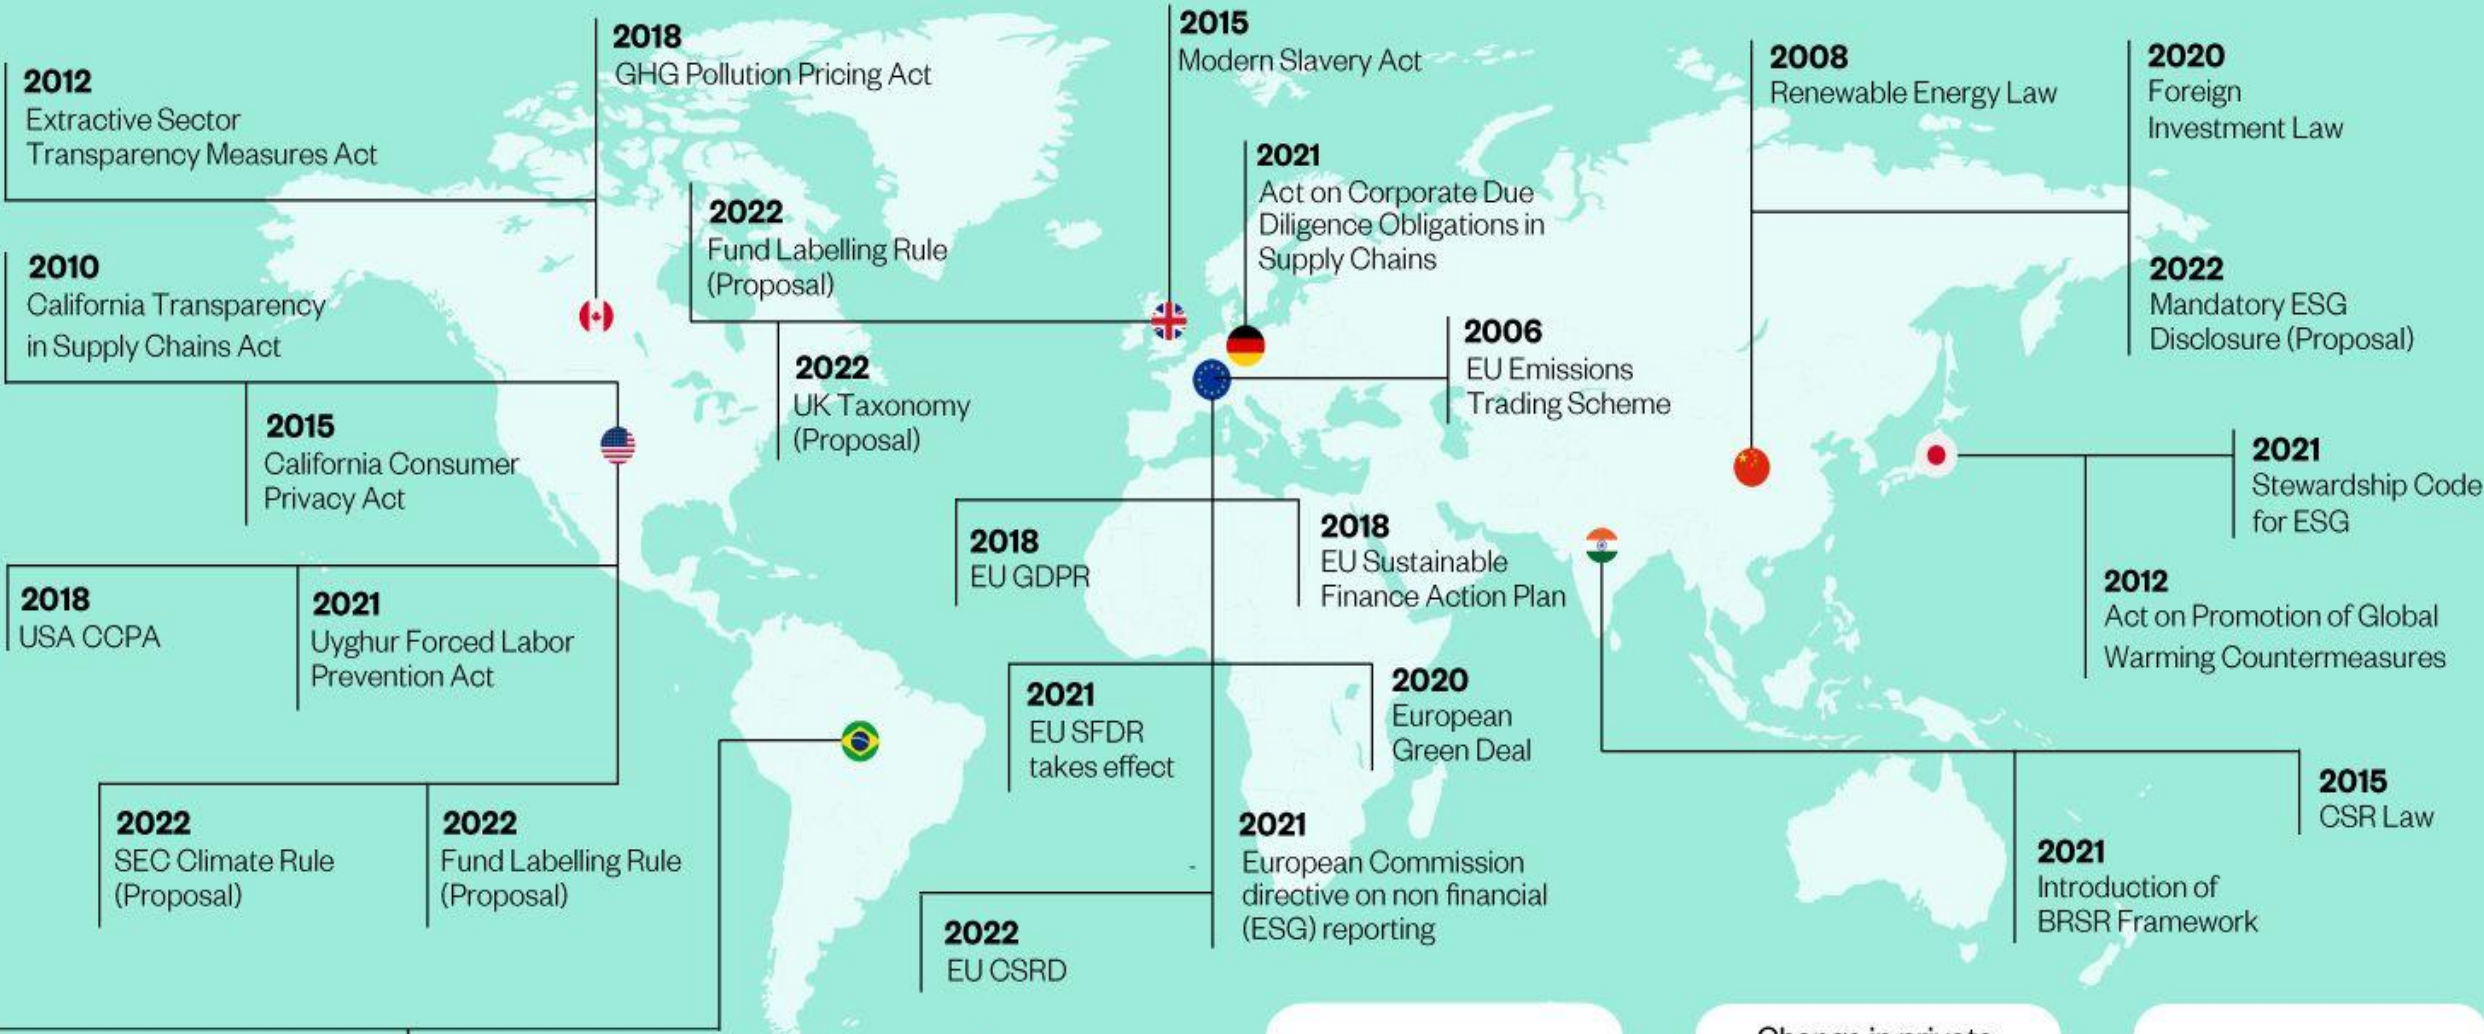 2012
Extractive Sector
Transparency Measures Act
2018
GHG Pollution Pricing Act
2010
California Transparency
in Supply Chains Act
2015
California Consumer
Privacy Act
2018
USA CCPA
2021
Uyghur Forced Labor
Prevention Act
2022
SEC Climate Rule
(Proposal)
2022
Fund Labelling Rule
(Proposal)
2022
Fund Labelling Rule
(Proposal)
2022
UK Taxonomy
(Proposal)
2015
Modern Slavery Act
2021
Act on Corporate Due
Diligence Obligations in
Supply Chains
2006
EU Emissions
Trading Scheme
2018
EU GDPR
2018
EU Sustainable
Finance Action Plan
2021
EU SFDR
takes effect
2020
European
Green Deal
2021
European Commission
directive on non financial
(ESG) reporting
2022
EU CSRD
2008
Renewable Energy Law
2020
Foreign
Investment Law
2022
Mandatory ESG
Disclosure (Proposal)
2021
Stewardship Code
for ESG
2012
Act on Promotion of Global
Warming Countermeasures
2015
CSR Law
2021
Introduction of
BRSR Framework
Change in private